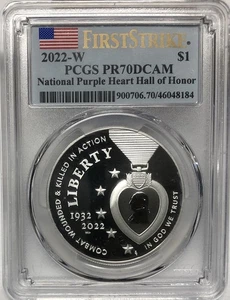 FIRSTSTRIKE®
2022-W $1
PCGS PR70DCAM
National Purple Heart Hall of Honor
900706.70/46048184
COMBAT WOUNDED & KILLED IN ACTION
LIBERTY
1932
2022
IN GOD WE TRUST